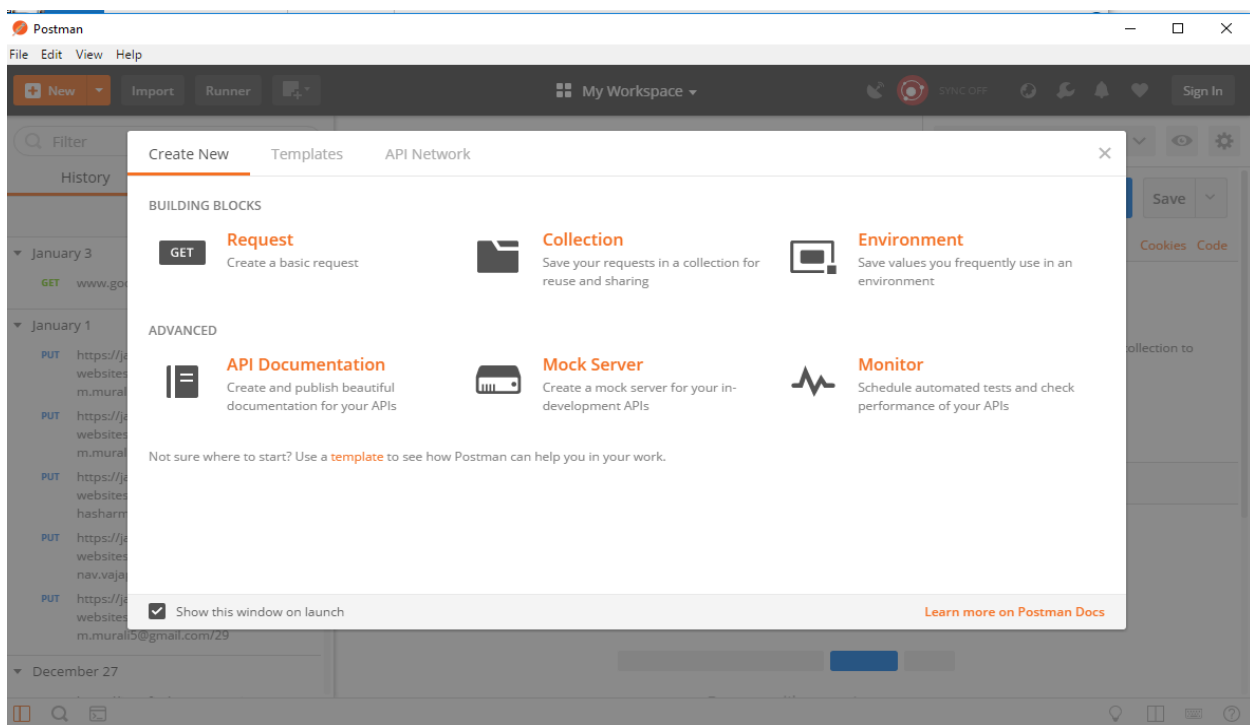 Postman
File Edit View Help
New Import Runner My Workspace SYNC OFF Sign In
Filter
Create New Templates API Network
History
Save
BUILDING BLOCKS
Cookies Code
GET Request Collection Environment
Create a basic request Save your requests in a collection for Save values you frequently use in an
reuse and sharing environment
January 3
GET www.goo
January 1
ADVANCED
PUT https://ja
websites
m.mural
API Documentation Mock Server Monitor
Create and publish beautiful Create a mock server for your in- Schedule automated tests and check
documentation for your APIs development APIs performance of your APIs
collection to
PUT https://ja
websites
m.mural
Not sure where to start? Use a template to see how Postman can help you in your work.
PUT https://ja
websites
hasharm
PUT https://ja
websites
nav.vajap
PUT https://ja
websites
m.murali5@gmail.com/29
Show this window on launch Learn more on Postman Docs
December 27